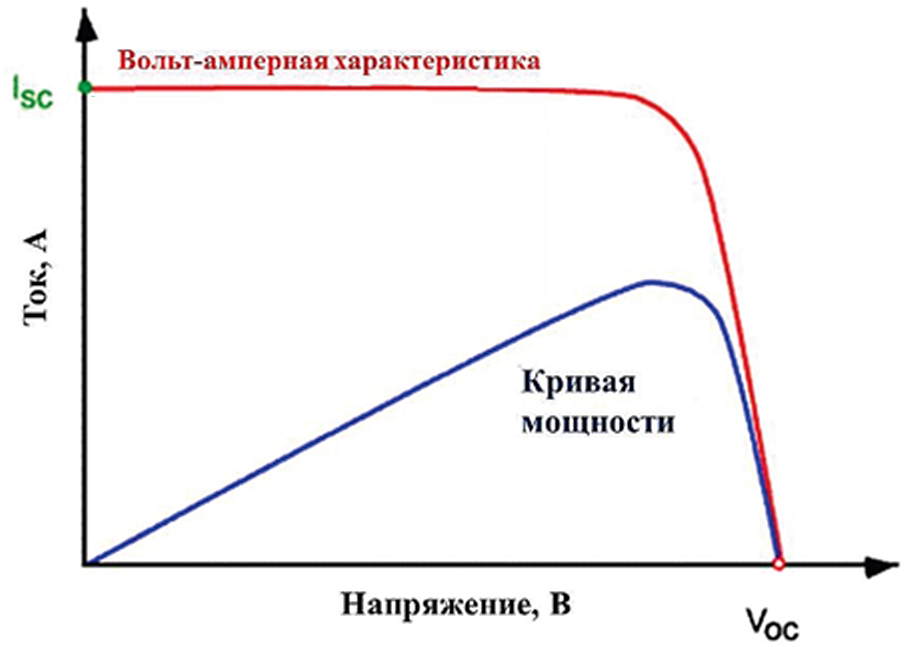 Вольт-амперная характеристика
ISC
Ток, А
Кривая
мощности
Напряжение, В
VOC